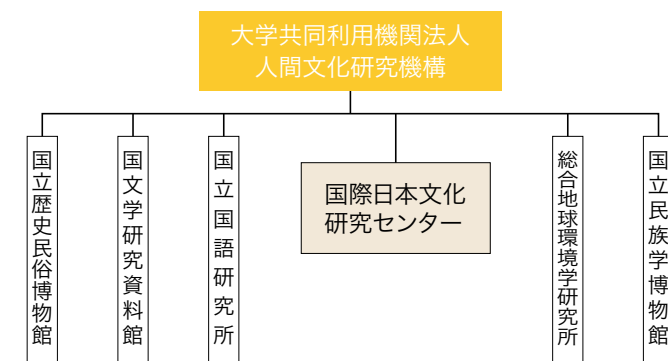 大学共同利用機関法人
人間文化研究機構
国立歴史民俗博物館
国文学研究資料館
国立国語研究所
国際日本文化
研究センター
総合地球環境学研究所
国立民族学博物館